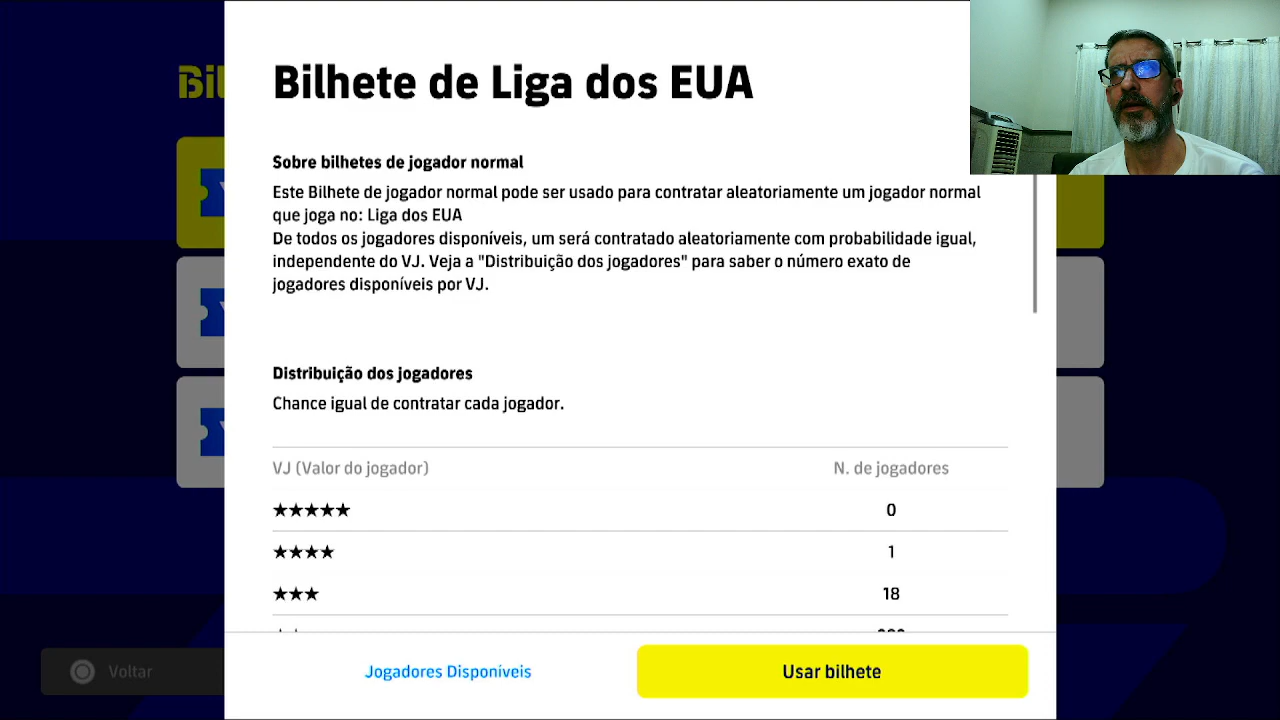 Bil
Bilhete de Liga dos EUA
Sobre bilhetes de jogador normal
Este Bilhete de jogador normal pode ser usado para contratar aleatoriamente um jogador normal
que joga no: Liga dos EUA
De todos os jogadores disponíveis, um será contratado aleatoriamente com probabilidade igual,
independente do VJ. Veja a "Distribuição dos jogadores" para saber o número exato de
jogadores disponíveis por VJ.
Distribuição dos jogadores
Chance igual de contratar cada jogador.
VJ (Valor do jogador) N. de jogadores
★★★★★ 0
★★★★ 1
★★★ 18
Voltar
Jogadores Disponíveis
Usar bilhete